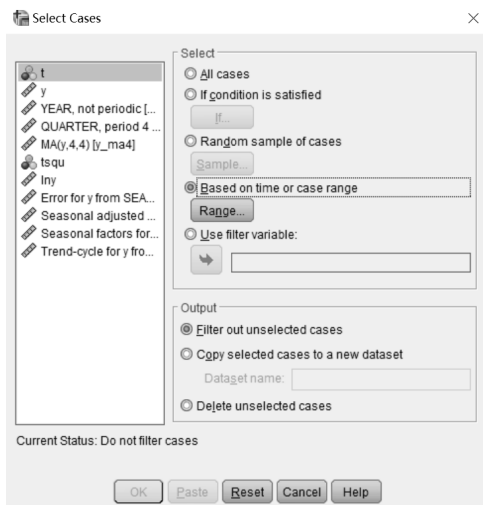 Select Cases
t
y
YEAR, not periodic [...
QUARTER, period 4 ...
MA(y,4,4) [y_ma4]
tsqu
lny
Error for y from SEA...
Seasonal adjusted ...
Seasonal factors for...
Trend-cycle for y fro...
Select
All cases
If condition is satisfied
If...
Random sample of cases
Sample...
Based on time or case range
Range...
Use filter variable:
Output
Filter out unselected cases
Copy selected cases to a new dataset
Dataset name:
Delete unselected cases
Current Status: Do not filter cases
OK Paste Reset Cancel Help